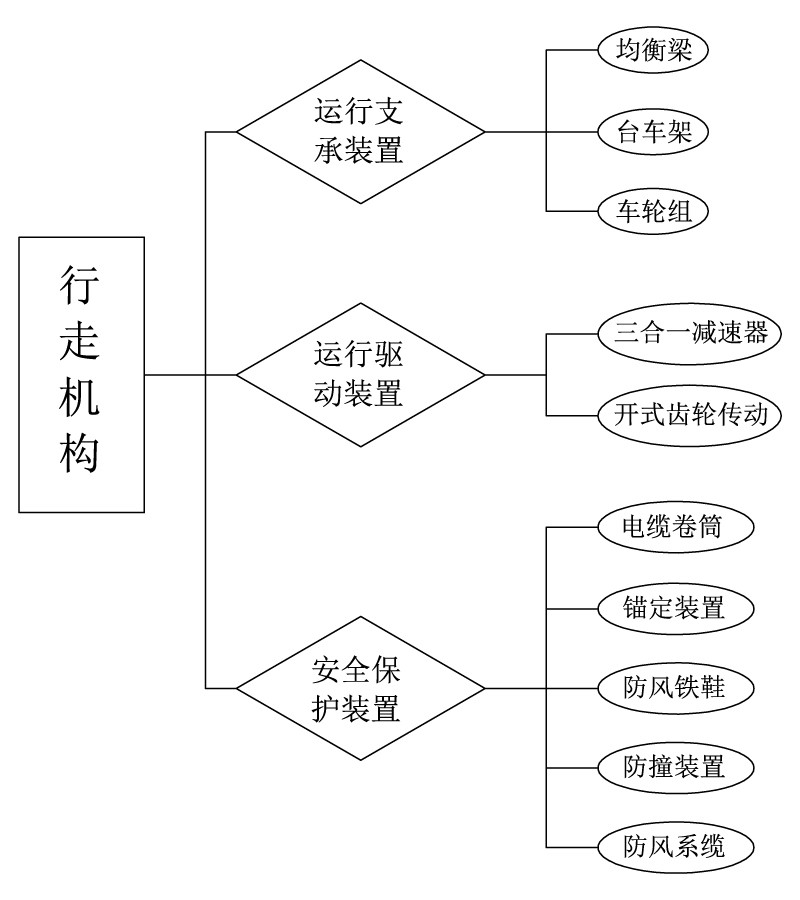 行
走
机
构
运行支
承装置
均衡梁
台车架
车轮组
运行驱
动装置
三合一减速器
开式齿轮传动
安全保
护装置
电缆卷筒
锚定装置
防风铁鞋
防撞装置
防风系缆